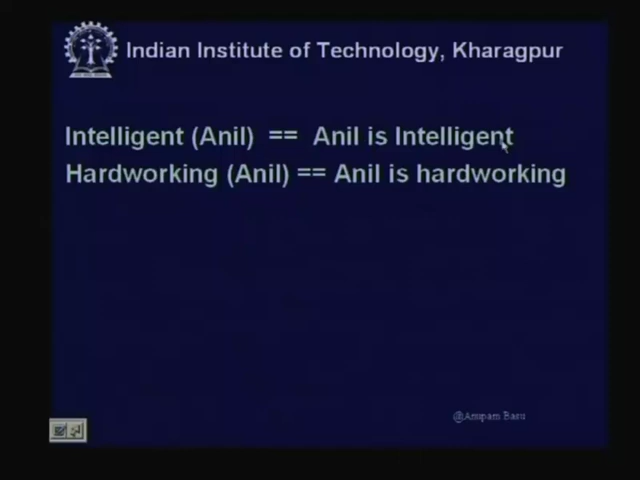 Indian Institute of Technology, Kharagpur
Intelligent (Anil) == Anil is Intelligent
Hardworking (Anil) == Anil is hardworking
@Anupam Basu